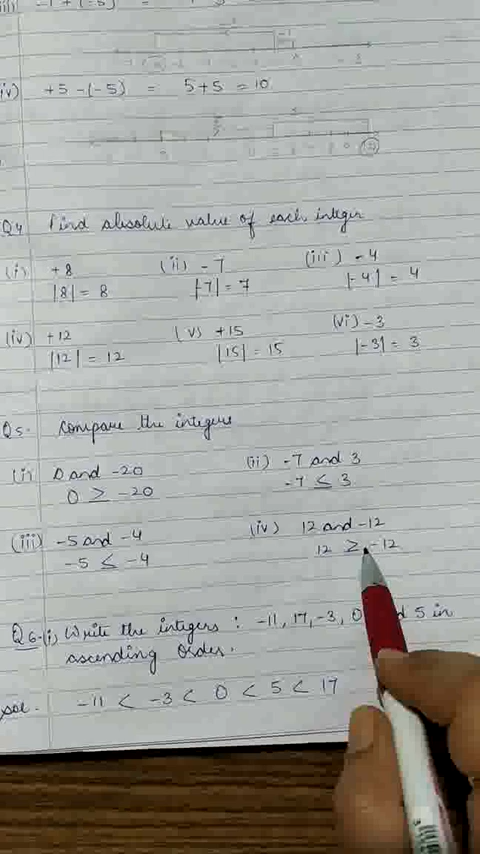 iii) -1 + (-5) =
iv) +5 -(-5) = 5+5 = 10
Q4 Find absolute value of each integer
(i) +8 (ii) -7 (iii) -4
|8| = 8 |-7| = 7 |-4| = 4
(iv) +12 (v) +15 (vi) -3
|12| = 12 |15| = 15 |-3| = 3
Q5. Compare the integers
(i) 0 and -20 (ii) -7 and 3
0 ≥ -20 -7 ≤ 3
(iii) -5 and -4 (iv) 12 and -12
-5 ≤ -4 12 ≥ -12
Q6.(i) Write the integers : -11, 17, -3, 0 5 in
ascending order.
-11 < -3 < 0 < 5 < 17